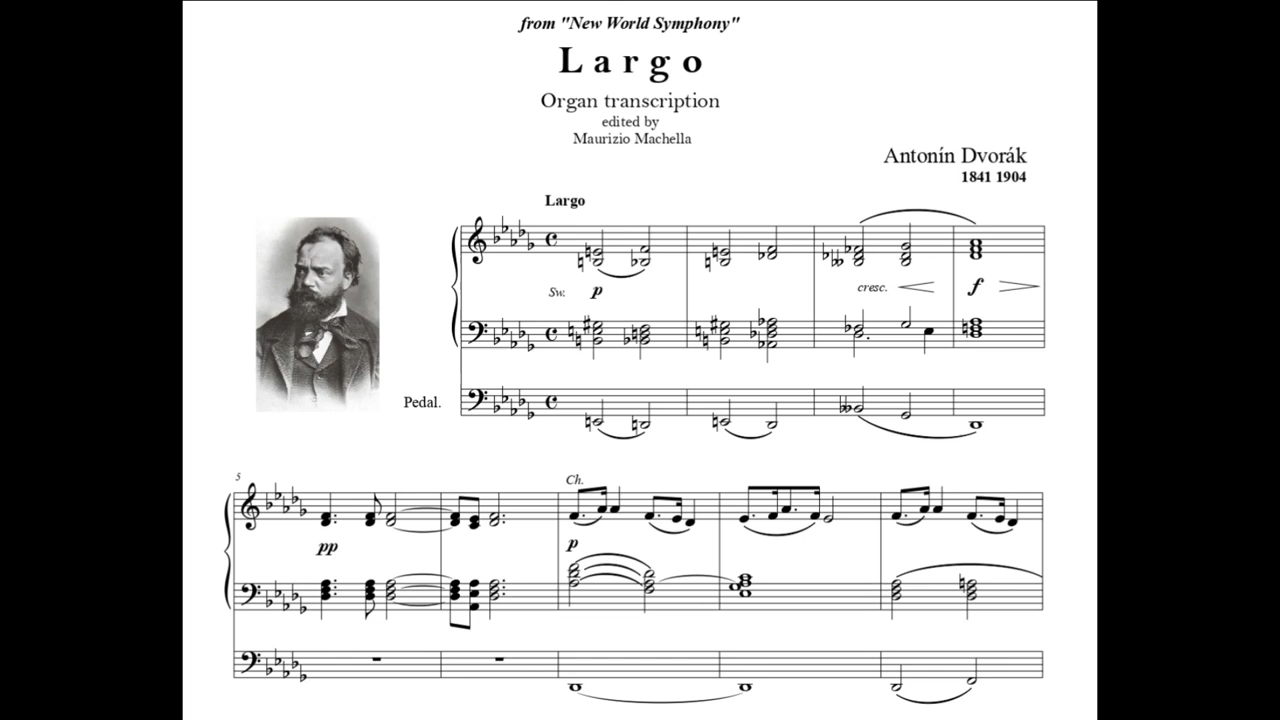 from "New World Symphony"
Largo
Organ transcription
edited by
Maurizio Machella
Antonín Dvorák
1841 1904
Largo
Sw.
p
cresc.
f
Pedal.
5
Ch.
pp
p